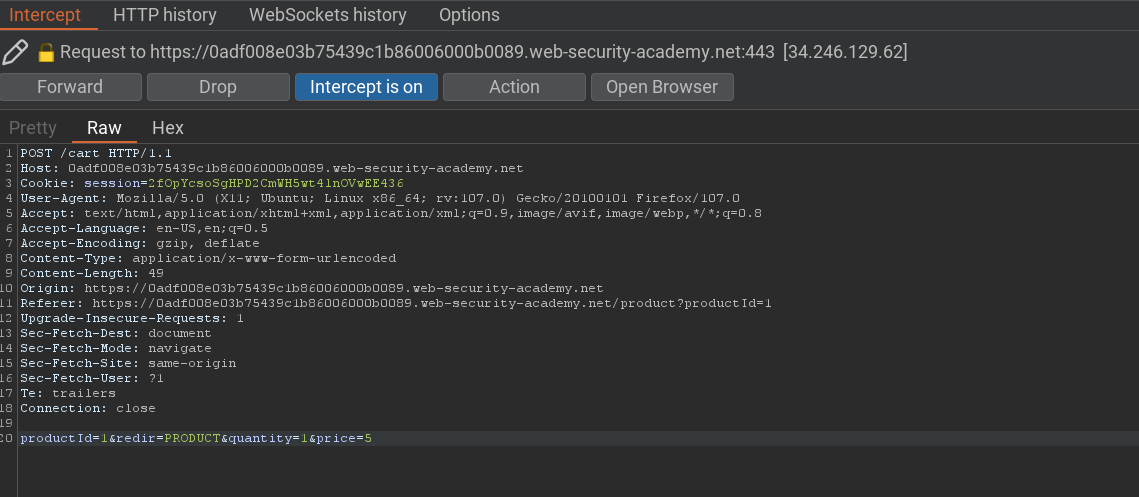 Intercept HTTP history WebSockets history Options
Request to https://0adf008e03b75439c1b86006000b0089.web-security-academy.net:443 [34.246.129.62]
Forward Drop Intercept is on Action Open Browser
Pretty Raw Hex
1 POST /cart HTTP/1.1
2 Host: 0adf008e03b75439c1b86006000b0089.web-security-academy.net
3 Cookie: session=2fOpYcsoSgHPD2CmWH5wt41nOVwEE436
4 User-Agent: Mozilla/5.0 (X11; Ubuntu; Linux x86_64; rv:107.0) Gecko/20100101 Firefox/107.0
5 Accept: text/html,application/xhtml+xml,application/xml;q=0.9,image/avif,image/webp,*/*;q=0.8
6 Accept-Language: en-US,en;q=0.5
7 Accept-Encoding: gzip, deflate
8 Content-Type: application/x-www-form-urlencoded
9 Content-Length: 49
10 Origin: https://0adf008e03b75439c1b86006000b0089.web-security-academy.net
11 Referer: https://0adf008e03b75439c1b86006000b0089.web-security-academy.net/product?productId=1
12 Upgrade-Insecure-Requests: 1
13 Sec-Fetch-Dest: document
14 Sec-Fetch-Mode: navigate
15 Sec-Fetch-Site: same-origin
16 Sec-Fetch-User: ?1
17 Te: trailers
18 Connection: close
19
20 productId=1&redir=PRODUCT&quantity=1&price=5